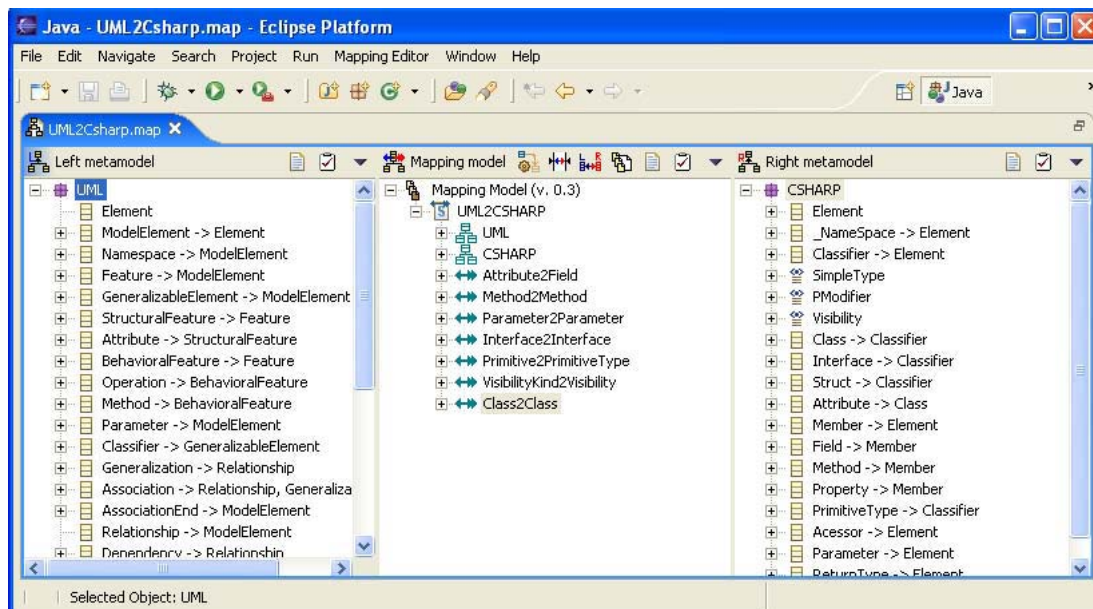 Java - UML2Csharp.map - Eclipse Platform
File Edit Navigate Search Project Run Mapping Editor Window Help
Java
UML2Csharp.map
Left metamodel
UML
Element
ModelElement -> Element
Namespace -> ModelElement
Feature -> ModelElement
GeneralizableElement -> ModelElement
StructuralFeature -> Feature
Attribute -> StructuralFeature
BehavioralFeature -> Feature
Operation -> BehavioralFeature
Method -> BehavioralFeature
Parameter -> ModelElement
Classifier -> GeneralizableElement
Generalization -> Relationship
Association -> Relationship, Generaliza
AssociationEnd -> ModelElement
Relationship -> ModelElement
Dependency -> Relationship
Mapping model
Mapping Model (v. 0.3)
UML2CSHARP
UML
CSHARP
Attribute2Field
Method2Method
Parameter2Parameter
Interface2Interface
Primitive2PrimitiveType
VisibilityKind2Visibility
Class2Class
Right metamodel
CSHARP
Element
_NameSpace -> Element
Classifier -> Element
SimpleType
PModifier
Visibility
Class -> Classifier
Interface -> Classifier
Struct -> Classifier
Attribute -> Class
Member -> Element
Field -> Member
Method -> Member
Property -> Member
PrimitiveType -> Classifier
Acessor -> Element
Parameter -> Element
ReturnType -> Element
Selected Object: UML